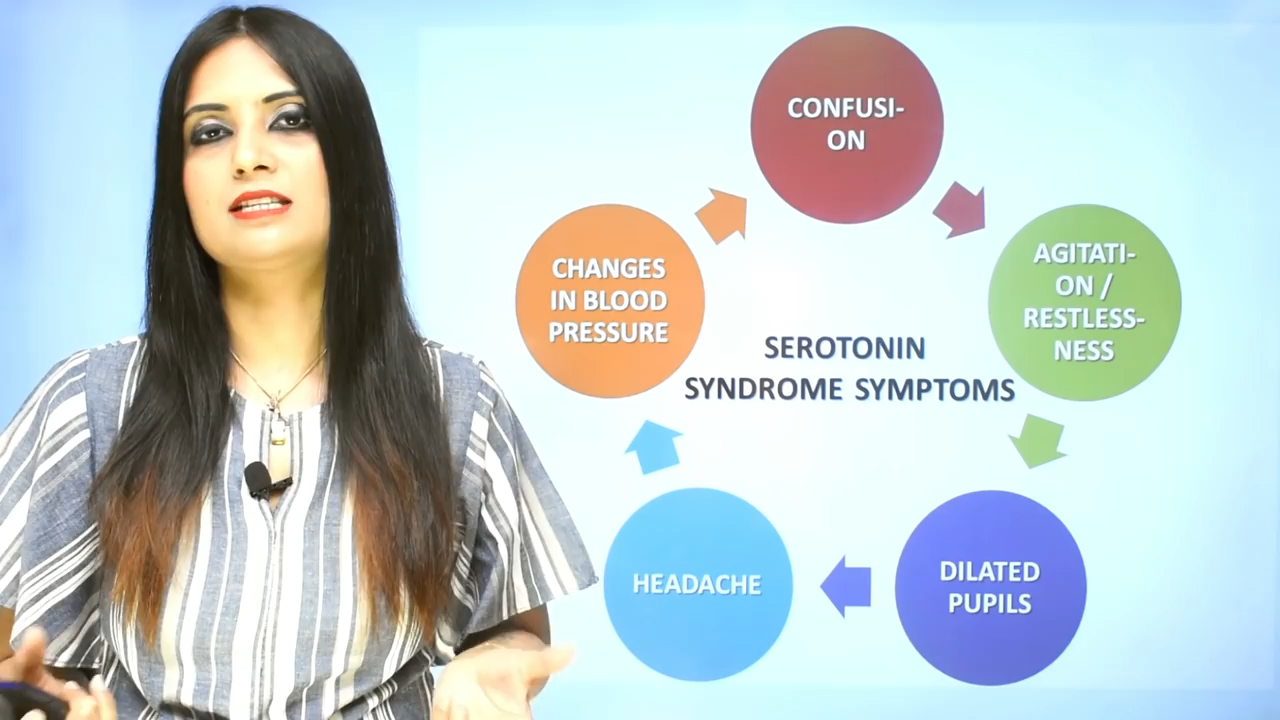 CONFUSI-
ON
AGITATI-
ON /
RESTLESS-
NESS
DILATED
PUPILS
HEADACHE
CHANGES
IN BLOOD
PRESSURE
SEROTONIN
SYNDROME SYMPTOMS